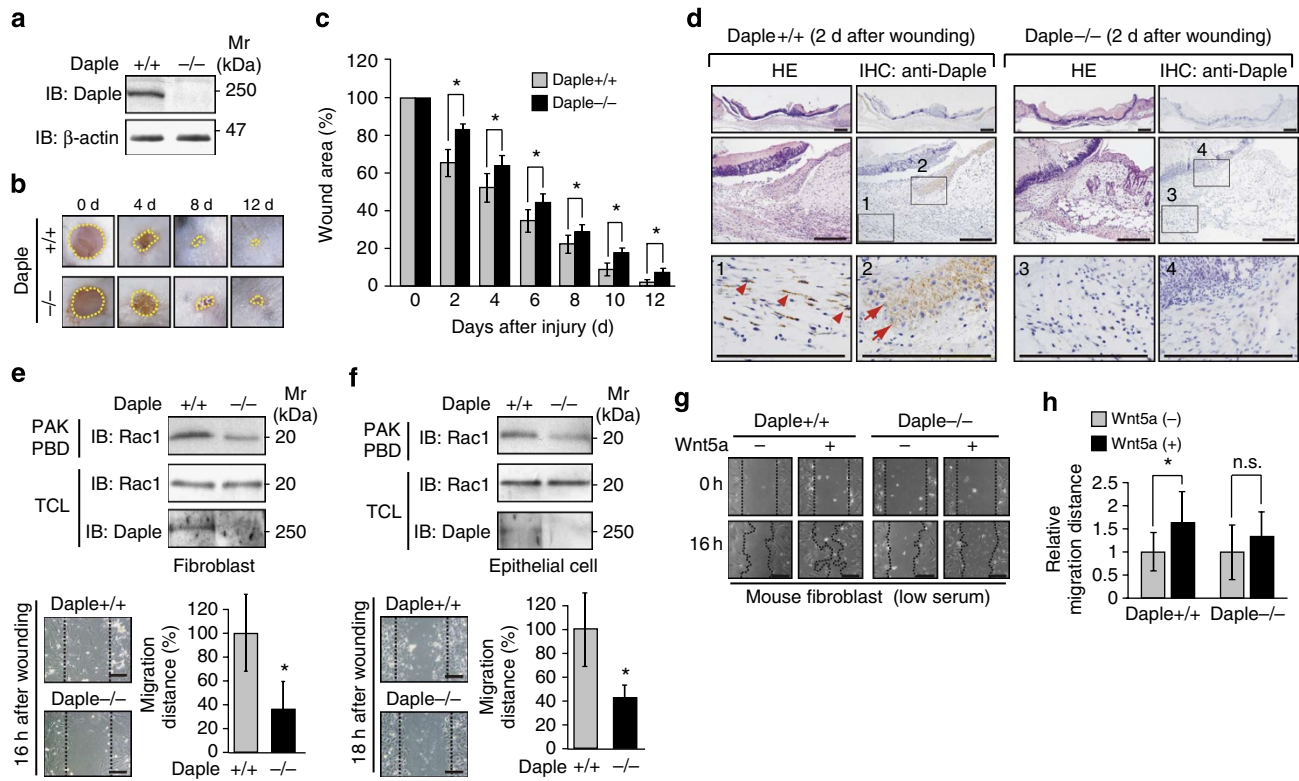 a
Daple +/+ –/– Mr (kDa)
IB: Daple 250
IB: β-actin 47
b
0 d 4 d 8 d 12 d
Daple
+/+
–/–
c
Wound area (%)
120
100
80
60
40
20
0
Daple+/+
Daple–/–
* * * * * *
0 2 4 6 8 10 12
Days after injury (d)
d
Daple+/+ (2 d after wounding) Daple–/– (2 d after wounding)
HE IHC: anti-Daple HE IHC: anti-Daple
1 2 3 4
1 2 3 4
e
Daple +/+ –/– Mr (kDa)
PAK PBD IB: Rac1 20
TCL IB: Rac1 20
IB: Daple 250
Fibroblast
16 h after wounding
Daple+/+
Daple–/–
Migration distance (%)
120
100
80
60
40
20
0
*
Daple +/+ –/–
f
Daple +/+ –/– Mr (kDa)
PAK PBD IB: Rac1 20
TCL IB: Rac1 20
IB: Daple 250
Epithelial cell
18 h after wounding
Daple+/+
Daple–/–
Migration distance (%)
120
100
80
60
40
20
0
*
Daple +/+ –/–
g
Daple+/+ Daple–/–
Wnt5a – + – +
0 h
16 h
Mouse fibroblast (low serum)
h
Wnt5a (–)
Wnt5a (+)
* n.s.
Relative migration distance
2.5
2
1.5
1
0.5
0
Daple+/+ Daple–/–